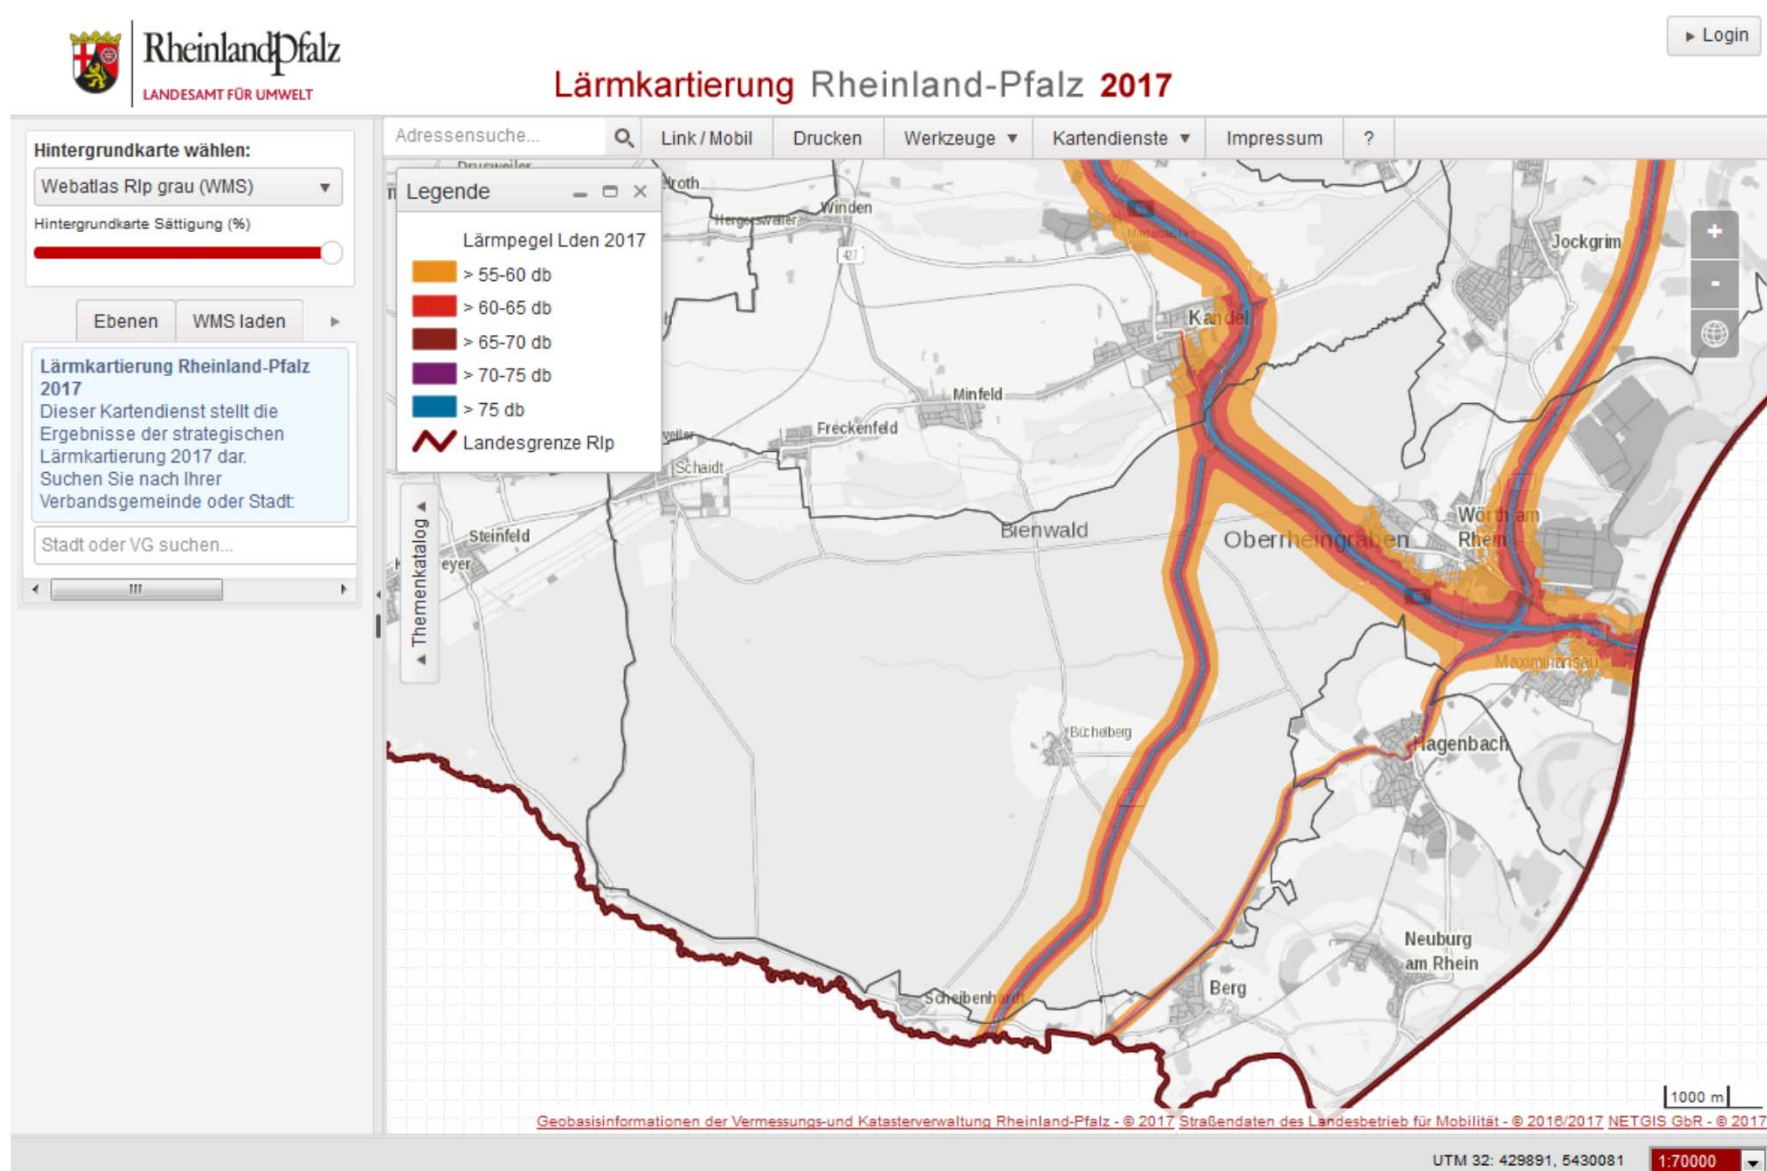 RheinlandPfalz
LANDESAMT FÜR UMWELT
Lärmkartierung Rheinland-Pfalz 2017
▸ Login
Hintergrundkarte wählen:
Webatlas Rlp grau (WMS)
Hintergrundkarte Sättigung (%)
Ebenen
WMS laden
Lärmkartierung Rheinland-Pfalz
2017
Dieser Kartendienst stellt die
Ergebnisse der strategischen
Lärmkartierung 2017 dar.
Suchen Sie nach Ihrer
Verbandsgemeinde oder Stadt:
Stadt oder VG suchen...
Adressensuche...
Link / Mobil
Drucken
Werkzeuge
Kartendienste
Impressum
?
Legende
Lärmpegel Lden 2017
> 55-60 db
> 60-65 db
> 65-70 db
> 70-75 db
> 75 db
Landesgrenze Rlp
Themenkatalog
Winden
Hergersweiler
427
Jockgrim
+
-
Kandel
Minfeld
Freckenfeld
Schaidt
Steinfeld
Bienwald
Oberrheingraben
Wörth am
Rhein
Maximiliansau
Büchelberg
Hagenbach
Neuburg
am Rhein
Berg
Scheibenhardt
1000 m
Geobasisinformationen der Vermessungs-und Katasterverwaltung Rheinland-Pfalz - © 2017 Straßendaten des Landesbetrieb für Mobilität - © 2016/2017 NETGIS GbR - © 2017
UTM 32: 429891, 5430081
1:70000